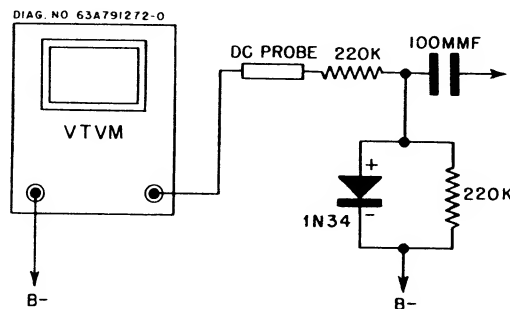 DIAG. NO 63A791272-0
VTVM
DC PROBE
220K
100MMF
+
-
1N34
220K
B-
B-